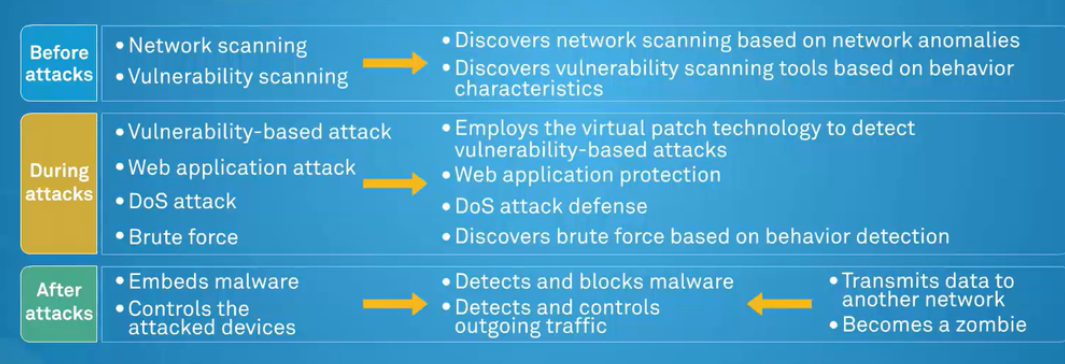 Before
attacks
• Network scanning
• Vulnerability scanning
• Discovers network scanning based on network anomalies
• Discovers vulnerability scanning tools based on behavior
characteristics
During
attacks
• Vulnerability-based attack
• Web application attack
• DoS attack
• Brute force
• Employs the virtual patch technology to detect
vulnerability-based attacks
• Web application protection
• DoS attack defense
• Discovers brute force based on behavior detection
After
attacks
• Embeds malware
• Controls the
attacked devices
• Detects and blocks malware
• Detects and controls
outgoing traffic
• Transmits data to
another network
• Becomes a zombie